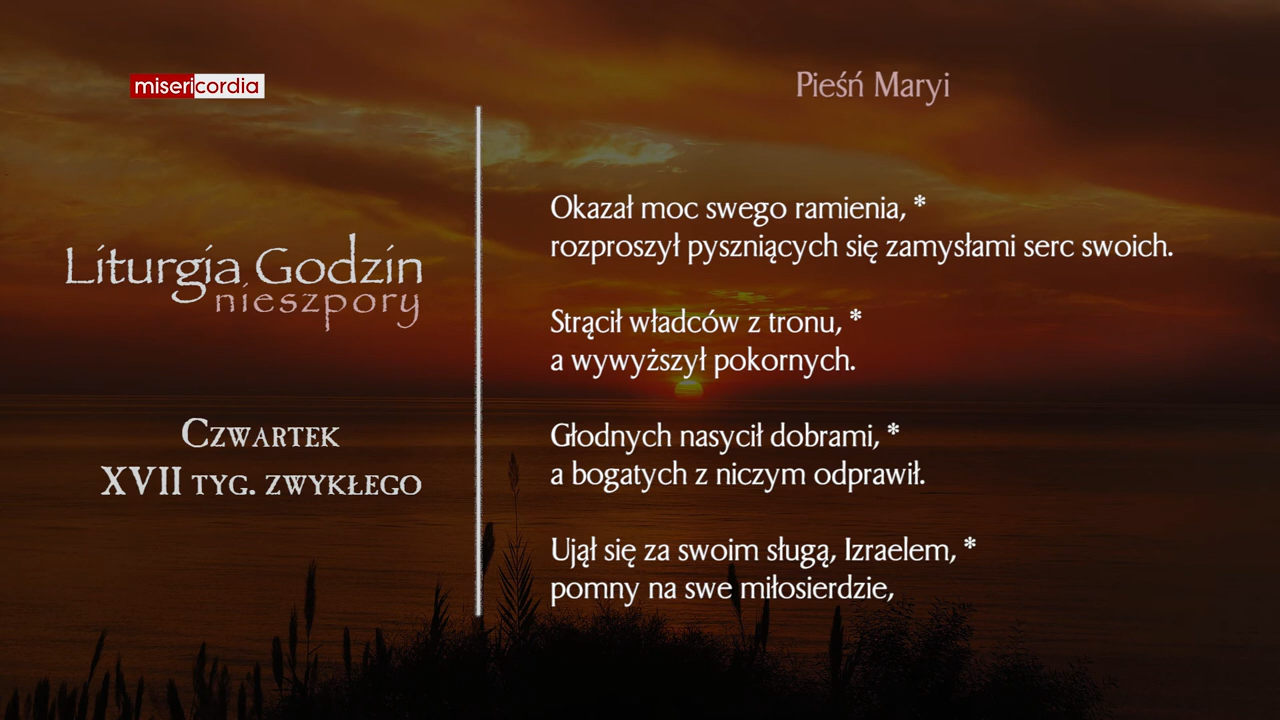 misericordia
Liturgia Godzin
nieszpory
Czwartek
XVII tyg. zwykłego
Pieśń Maryi
Okazał moc swego ramienia, *
rozproszył pyszniących się zamysłami serc swoich.
Strącił władców z tronu, *
a wywyższył pokornych.
Głodnych nasycił dobrami, *
a bogatych z niczym odprawił.
Ujął się za swoim sługą, Izraelem, *
pomny na swe miłosierdzie,